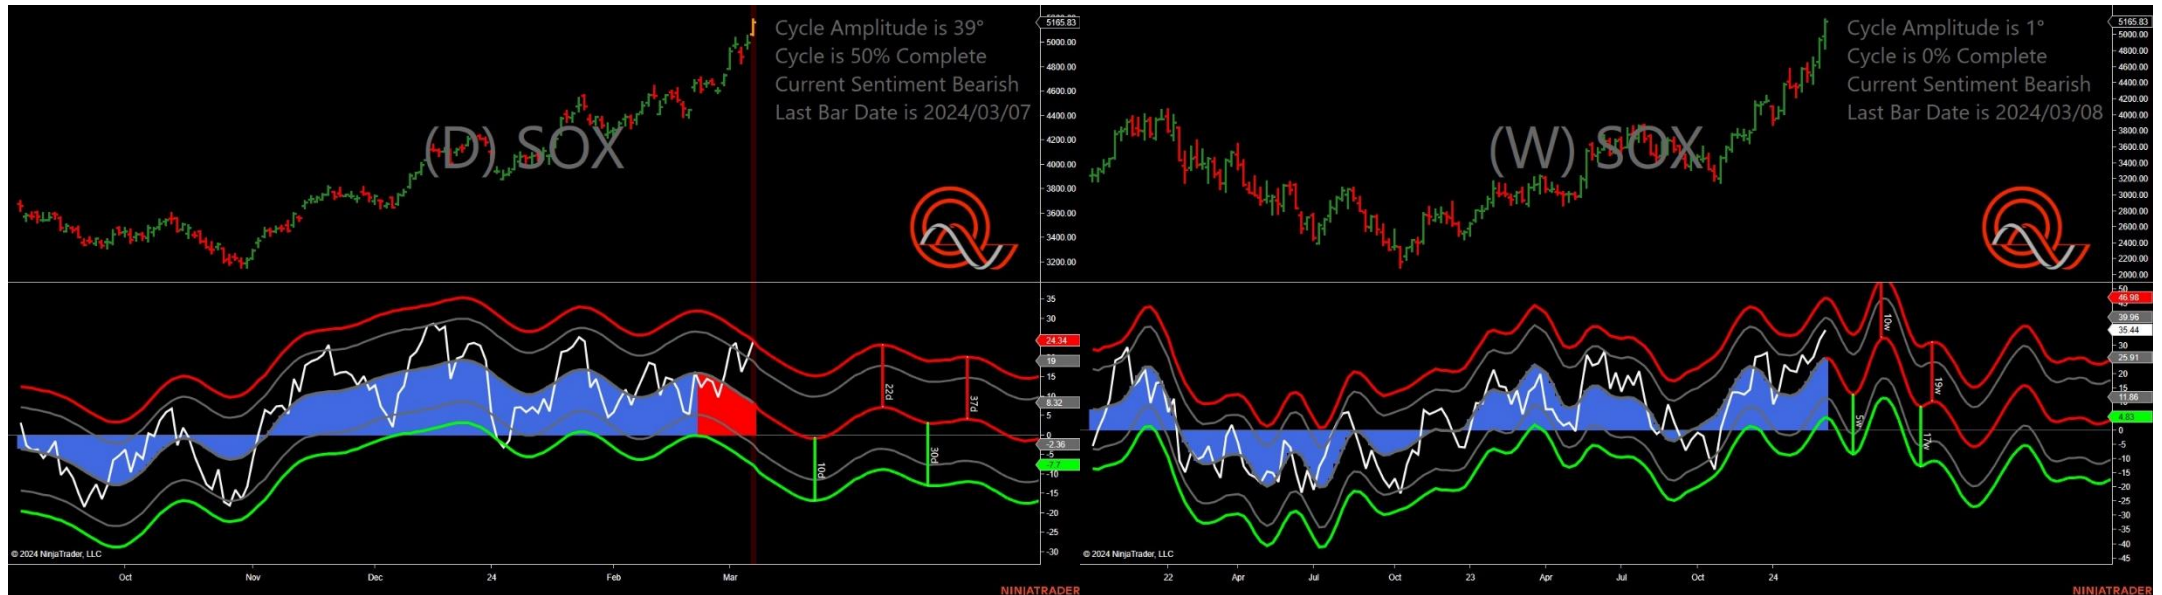 Cycle Amplitude is 39°
Cycle is 50% Complete
Current Sentiment Bearish
Last Bar Date is 2024/03/07
(D) SOX
5165.83
5000.00
4800.00
4600.00
4400.00
4200.00
4000.00
3800.00
3600.00
3400.00
3200.00
35
30
24.34
19
15
8.32
5
0
-2.36
-5
-7.7
-10
-15
-20
-25
-30
22d
37d
10d
30d
© 2024 NinjaTrader, LLC
Oct
Nov
Dec
24
Feb
Mar
NINJATRADER
Cycle Amplitude is 1°
Cycle is 0% Complete
Current Sentiment Bearish
Last Bar Date is 2024/03/08
(W) SOX
5165.83
5000.00
4800.00
4600.00
4400.00
4200.00
4000.00
3800.00
3600.00
3400.00
3200.00
3000.00
2800.00
2600.00
2400.00
2200.00
2000.00
50
46.98
39.96
35.44
30
25.91
20
15
11.86
4.83
0
-5
-10
-15
-20
-25
-30
-35
-40
-45
10w
19w
5w
17w
© 2024 NinjaTrader, LLC
22
Apr
Jul
Oct
23
Apr
Jul
Oct
24
NINJATRADER